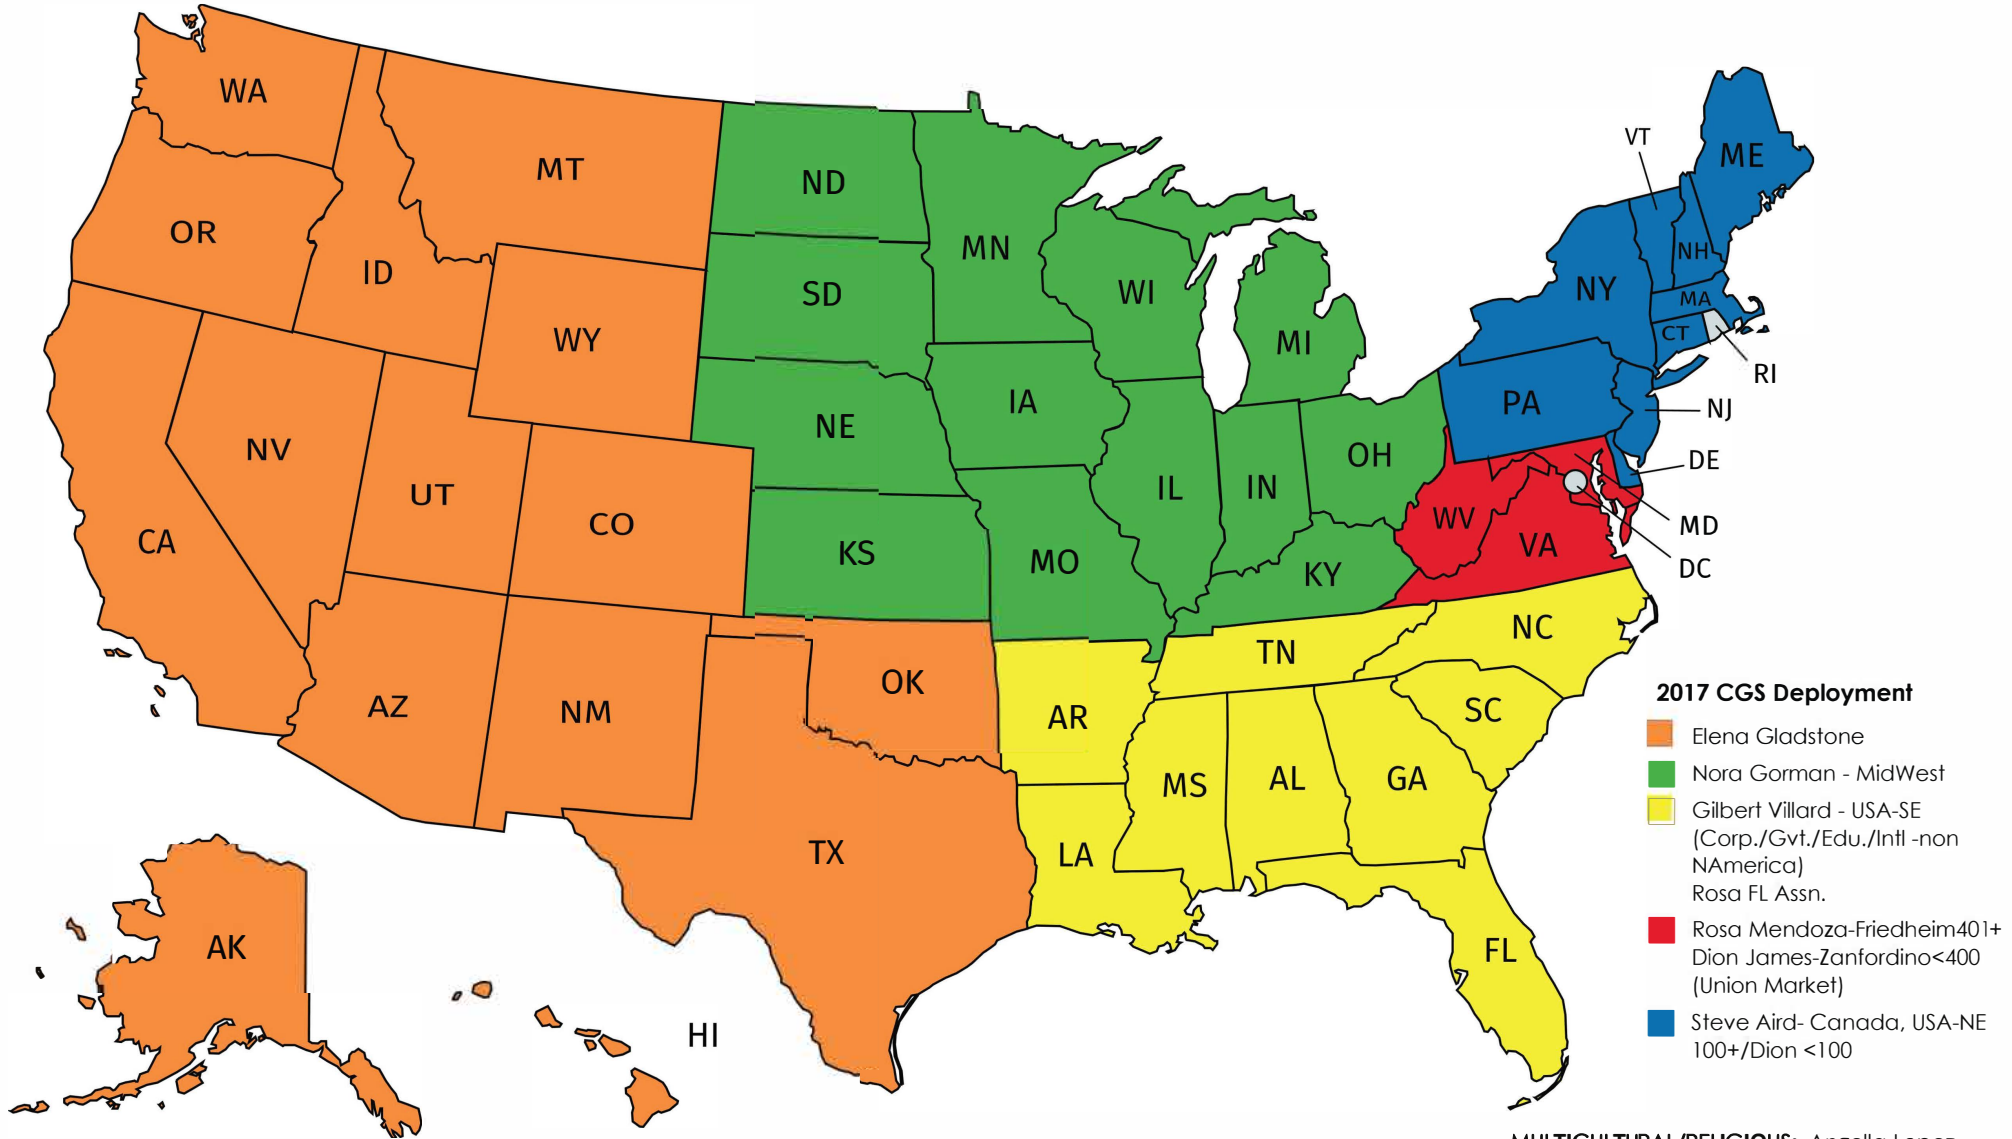 WA
MT
ND
VT
ME
OR
MN
NH
ID
SD
WI
NY
MA
WY
MI
CT
RI
IA
PA
NJ
NE
NV
OH
DE
UT
IL
IN
CO
WV
MD
CA
KS
MO
VA
DC
KY
NC
TN
OK
AZ
NM
AR
SC
MS
AL
GA
TX
LA
AK
FL
HI
2017 CGS Deployment
Elena Gladstone
Nora Gorman - MidWest
Gilbert Villard - USA-SE
(Corp./Gvt./Edu./Intl -non
NAmerica)
Rosa FL Assn.
Rosa Mendoza-Friedheim401+
Dion James-Zanfordino<400
(Union Market)
Steve Aird- Canada, USA-NE
100+/Dion <100
MULTICULTURAL/RELIGIOUS: Angella Lopez